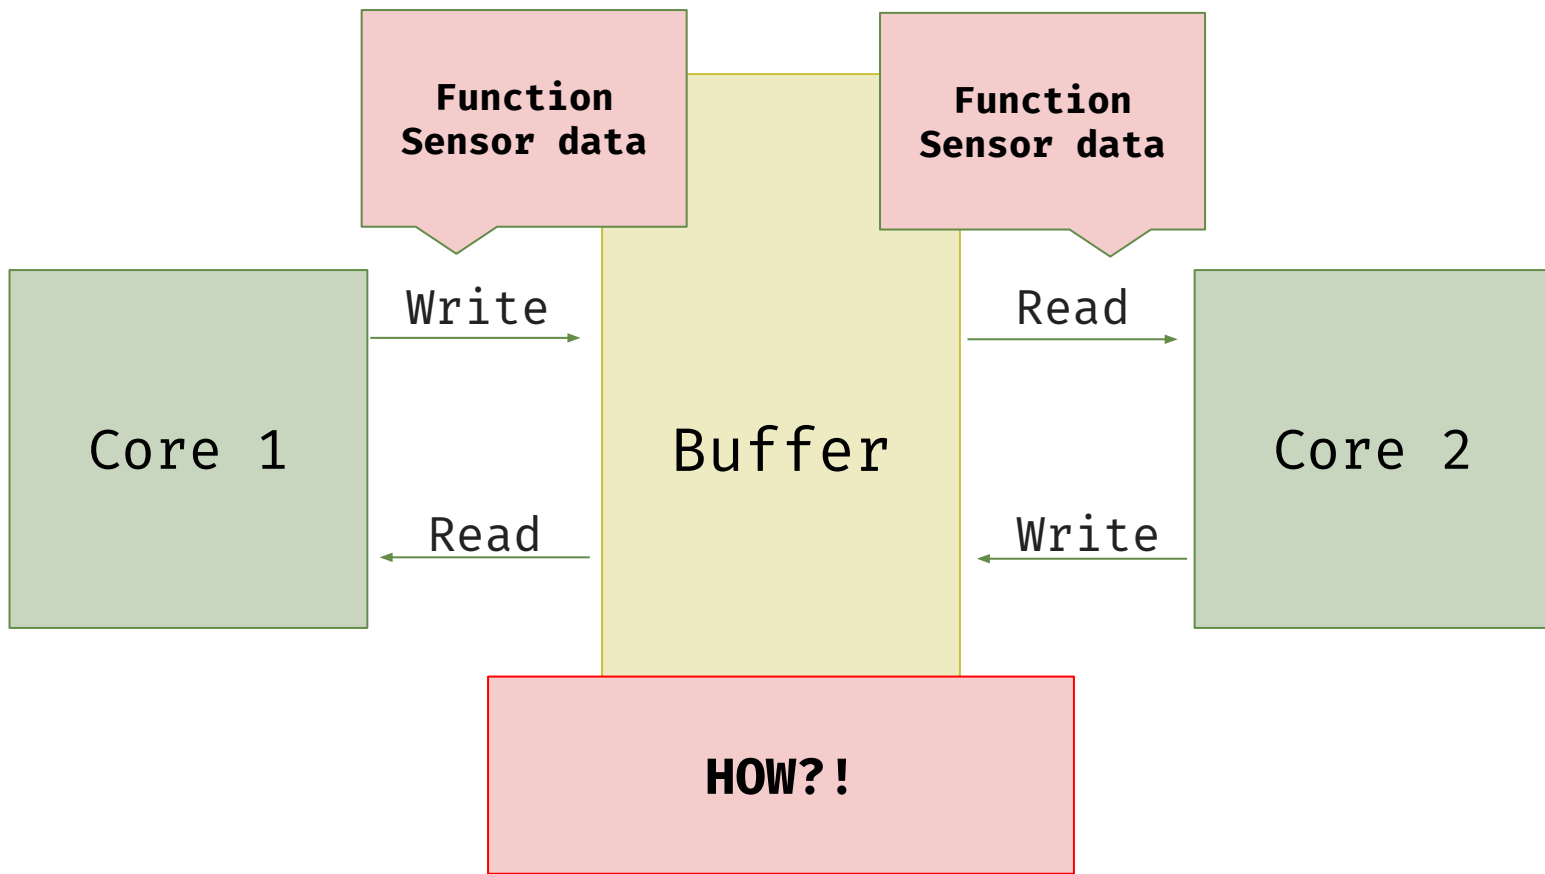 Function
Sensor data
Function
Sensor data
Write
Read
Core 1
Buffer
Core 2
Read
Write
HOW?!